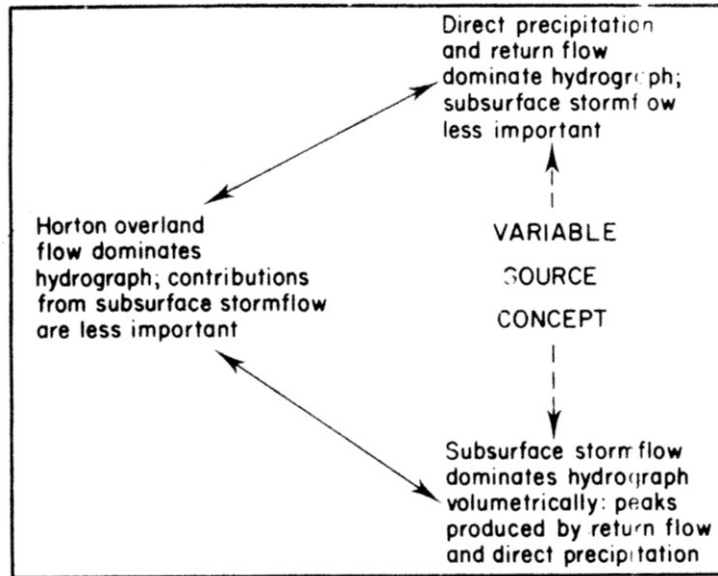 Direct precipitation
and return flow
dominate hydrograph;
subsurface stormflow
less important
Horton overland
flow dominates
hydrograph; contributions
from subsurface stormflow
are less important
VARIABLE
SOURCE
CONCEPT
Subsurface stormflow
dominates hydrograph
volumetrically: peaks
produced by return flow
and direct precipitation